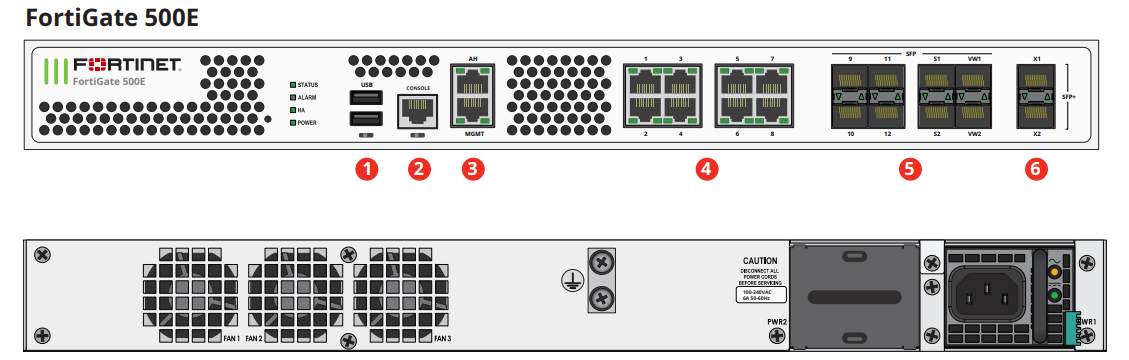 FortiGate 500E
FORTINET
FortiGate 500E
STATUS
ALARM
HA
POWER
USB
CONSOLE
AH
MGMT
1 3
2 4
5 7
6 8
SFP
9 11 S1 VW1
10 12 S2 VW2
X1
SFP+
X2
1 2 3 4 5 6
CAUTION
DISCONNECT ALL
POWER CORDS
BEFORE SERVICING
100-240VAC
6A 50-60Hz
FAN 1 FAN 2 FAN 3
PWR2
WR1